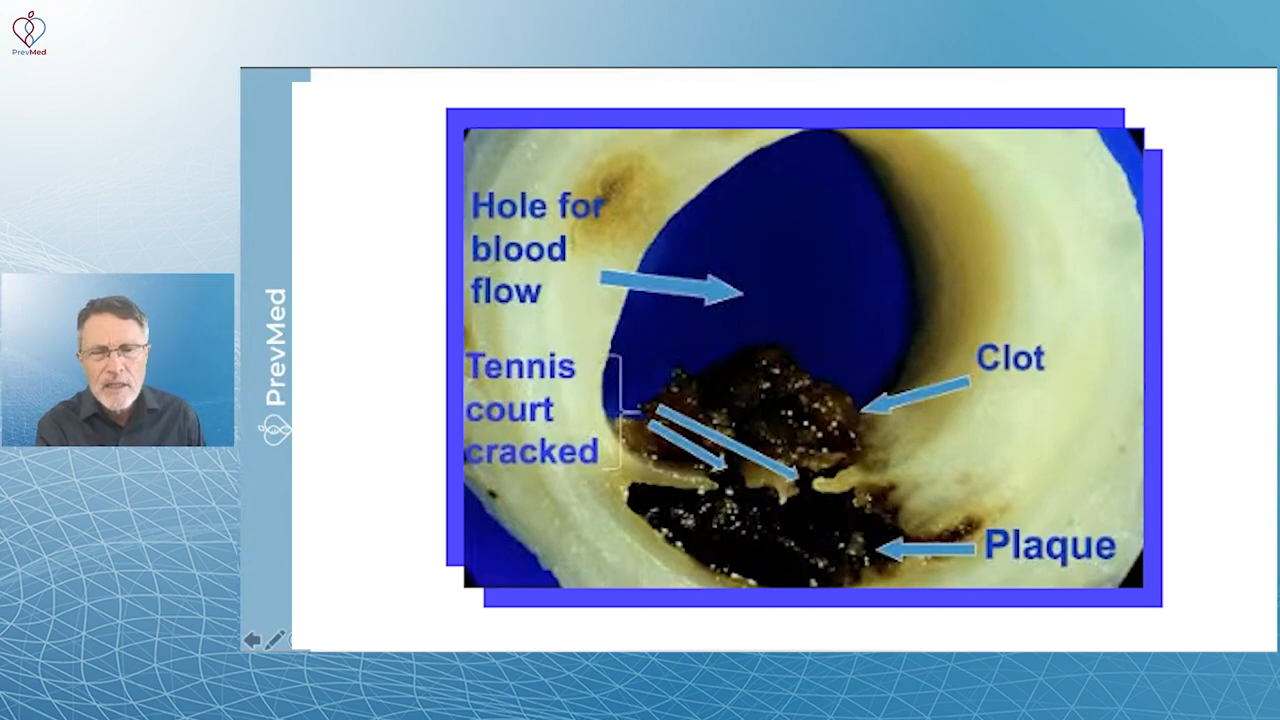 PrevMed
PrevMed
Hole for
blood
flow
Tennis
court
cracked
Clot
Plaque